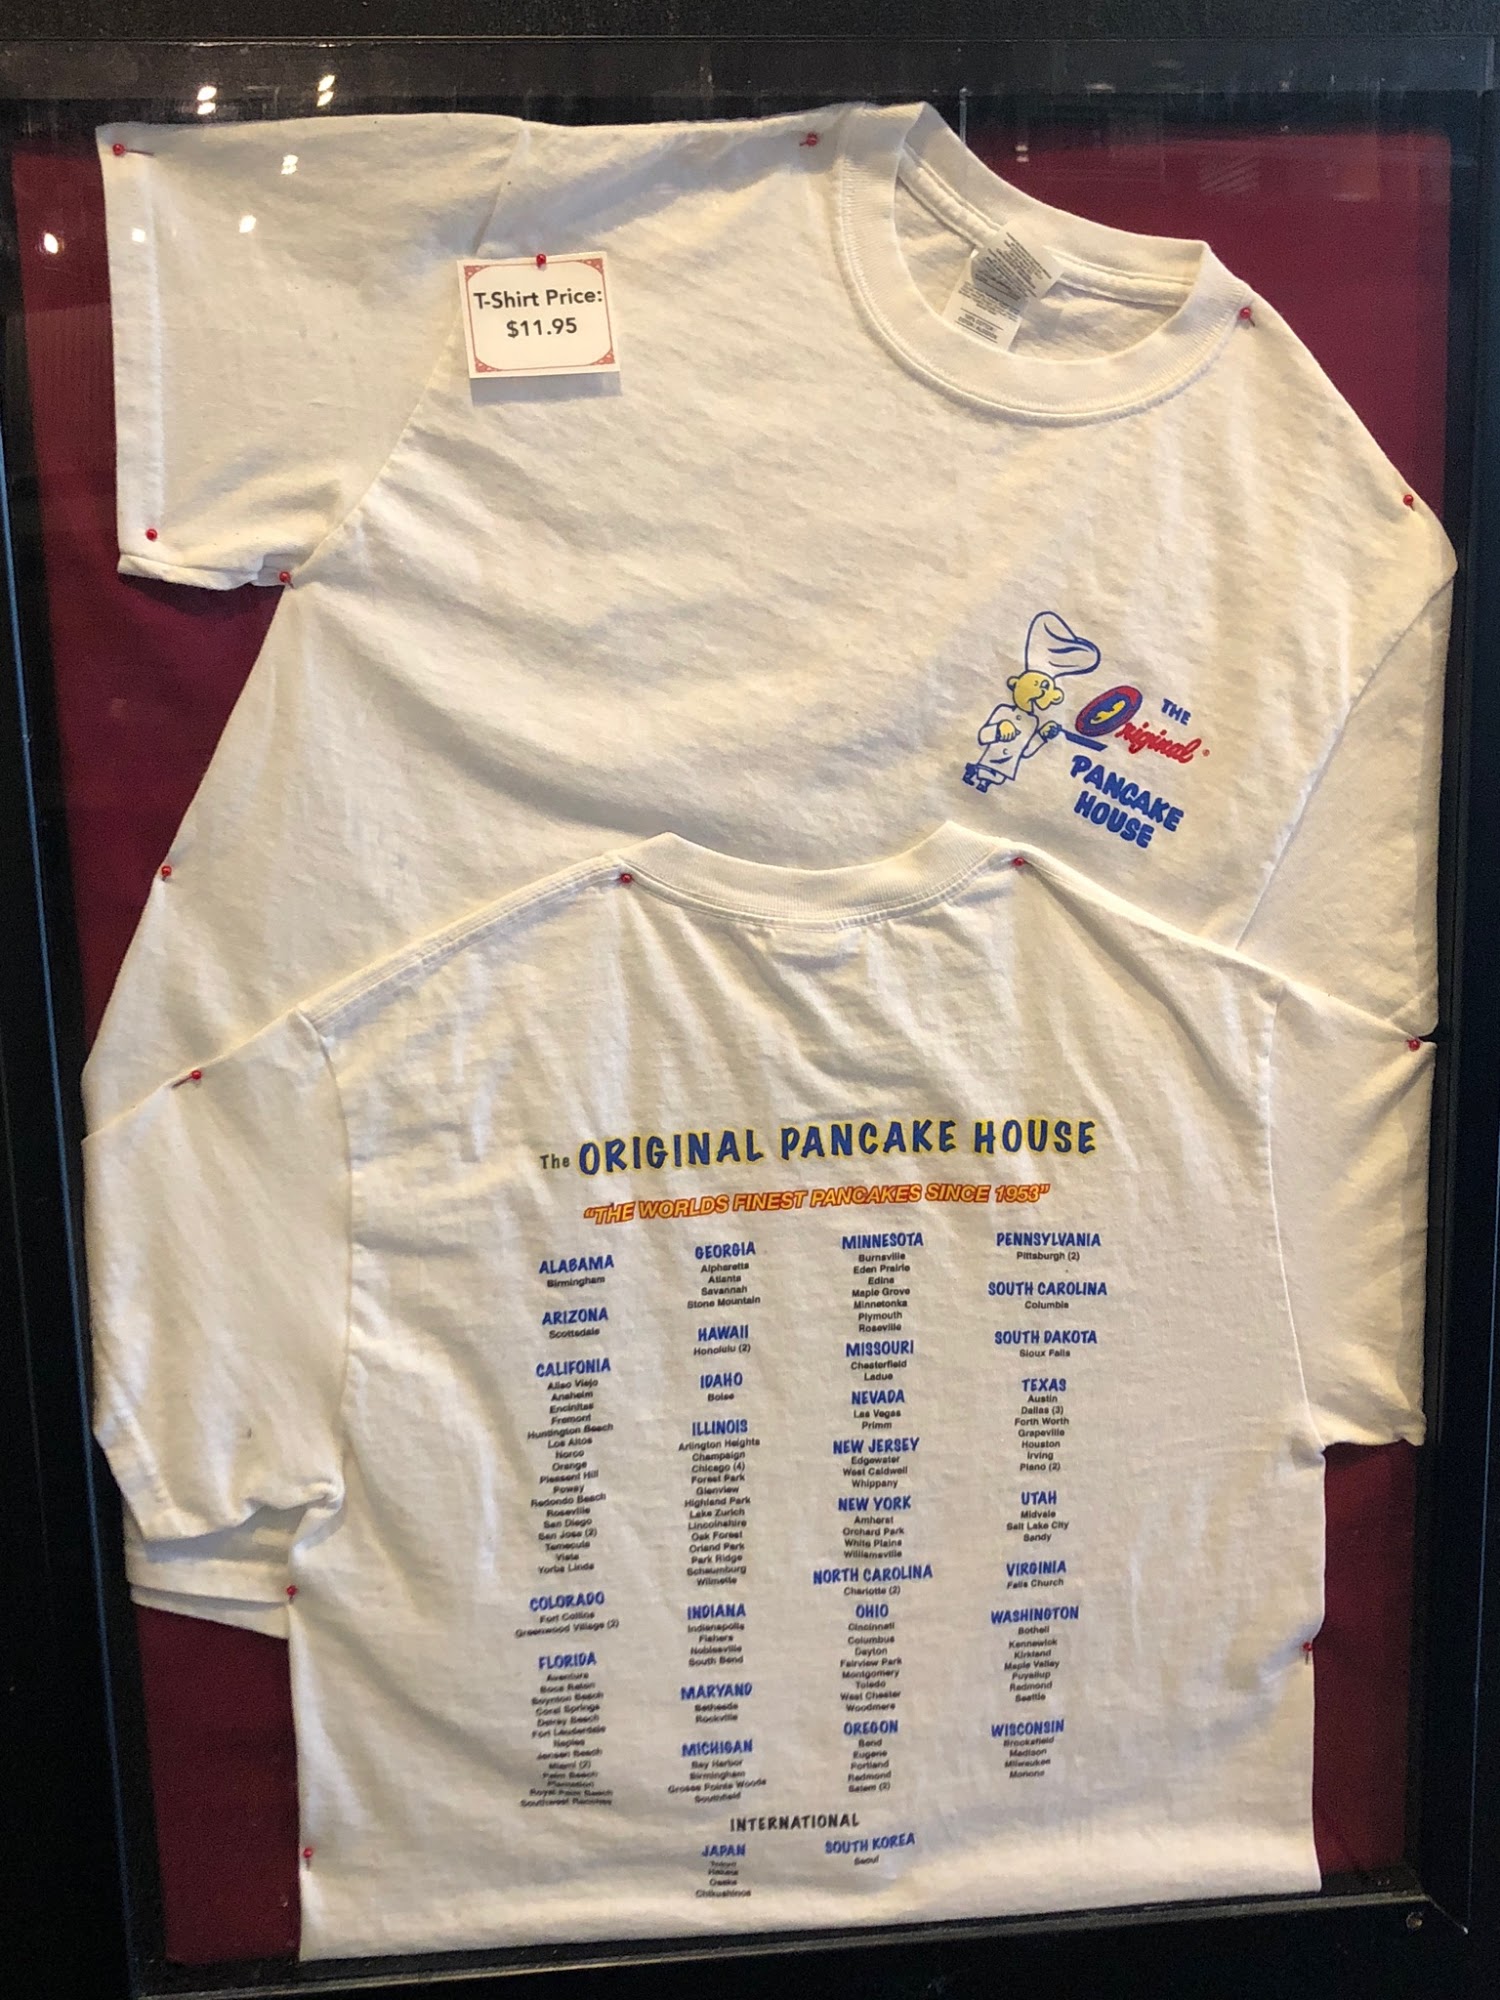 T-Shirt Price:
$11.95
100% COTTON
THE
Original
PANCAKE
HOUSE
The ORIGINAL PANCAKE HOUSE
"THE WORLDS FINEST PANCAKES SINCE 1953"
ALABAMA
Birmingham
ARIZONA
Scottsdale
CALIFONIA
Aliso Viejo
Anaheim
Encinitas
Fremont
Huntington Beach
Los Altos
Norco
Orange
Pleasant Hill
Poway
Redondo Beach
Roseville
San Diego
San Jose (2)
Temecula
Vista
Yorba Linda
COLORADO
Fort Collins
Greenwood Village (2)
FLORIDA
Aventura
Boca Raton
Boynton Beach
Coral Springs
Delray Beach
Fort Lauderdale
Naples
Jensen Beach
Miami (2)
Palm Beach
Plantation
Royal Palm Beach
Southwest Ranches
GEORGIA
Alpharetta
Atlanta
Savannah
Stone Mountain
HAWAII
Honolulu (2)
IDAHO
Boise
ILLINOIS
Arlington Heights
Champaign
Chicago (4)
Forest Park
Glenview
Highland Park
Lake Zurich
Lincolnshire
Oak Forest
Orland Park
Park Ridge
Schaumburg
Wilmette
INDIANA
Indianapolis
Fishers
Noblesville
South Bend
MARYAND
Bethesda
Rockville
MICHIGAN
Bay Harbor
Birmingham
Grosse Pointe Woods
Southfield
MINNESOTA
Burnsville
Eden Prairie
Edina
Maple Grove
Minnetonka
Plymouth
Roseville
MISSOURI
Chesterfield
Ladue
NEVADA
Las Vegas
Primm
NEW JERSEY
Edgewater
West Caldwell
Whippany
NEW YORK
Amherst
Orchard Park
White Plains
Williamsville
NORTH CAROLINA
Charlotte (2)
OHIO
Cincinnati
Columbus
Dayton
Fairview Park
Montgomery
Toledo
West Chester
Woodmere
OREGON
Bend
Eugene
Portland
Redmond
Salem (2)
PENNSYLVANIA
Pittsburgh (2)
SOUTH CAROLINA
Columbia
SOUTH DAKOTA
Sioux Falls
TEXAS
Austin
Dallas (3)
Forth Worth
Grapeville
Houston
Irving
Plano (2)
UTAH
Midvale
Salt Lake City
Sandy
VIRGINIA
Falls Church
WASHINGTON
Bothell
Kennewick
Kirkland
Maple Valley
Puyallup
Redmond
Seattle
WISCONSIN
Brookfield
Madison
Milwaukee
Monona
INTERNATIONAL
JAPAN
Tokyo
Osaka
Chikushinos
SOUTH KOREA
Seoul